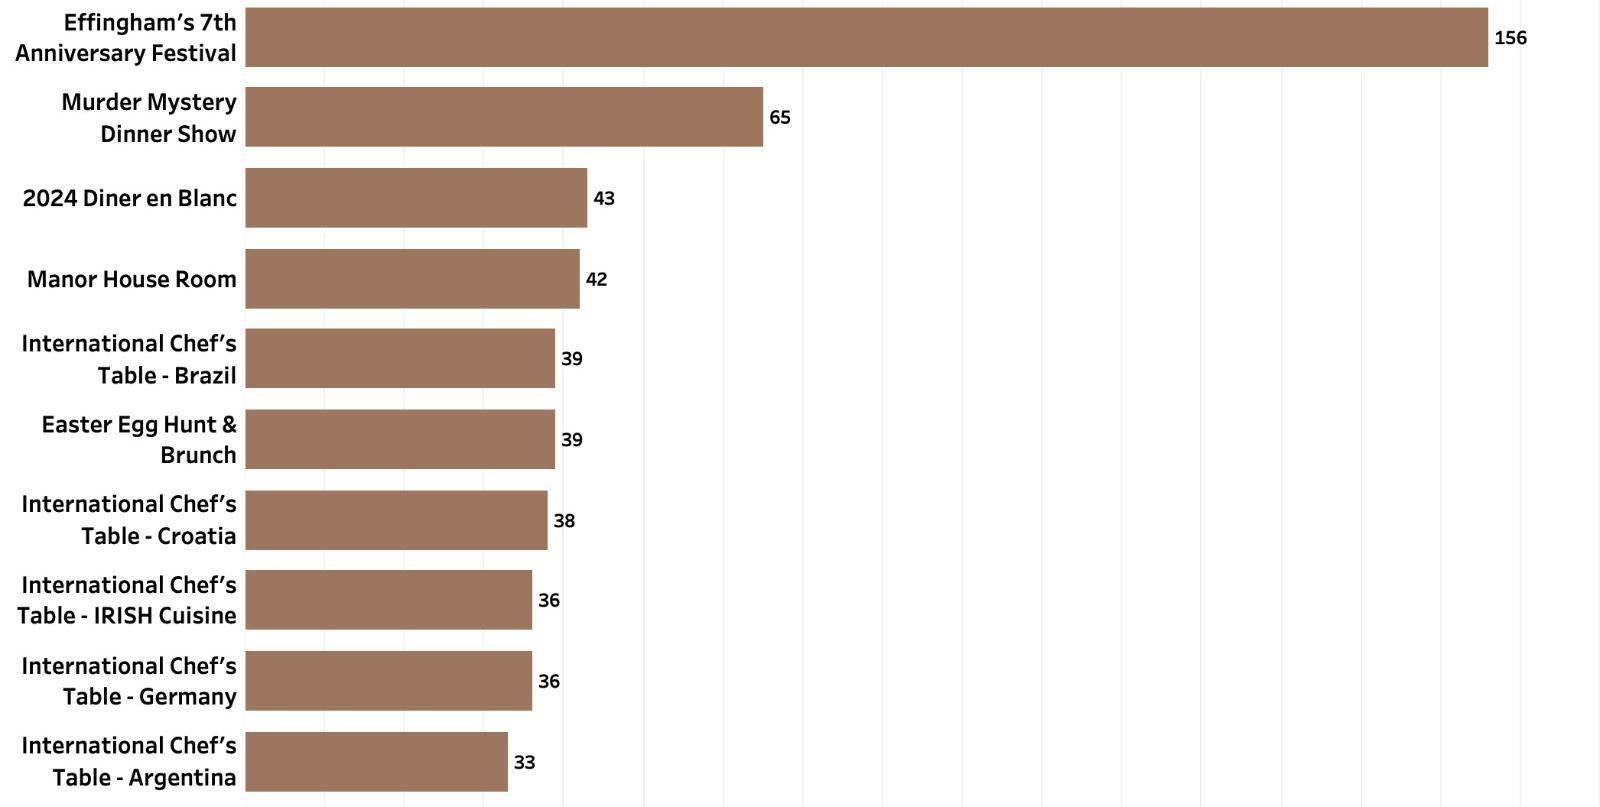 Effingham’s 7th
Anniversary Festival
156
Murder Mystery
Dinner Show
65
2024 Diner en Blanc
43
Manor House Room
42
International Chef’s
Table - Brazil
39
Easter Egg Hunt &
Brunch
39
International Chef’s
Table - Croatia
38
International Chef’s
Table - IRISH Cuisine
36
International Chef’s
Table - Germany
36
International Chef’s
Table - Argentina
33